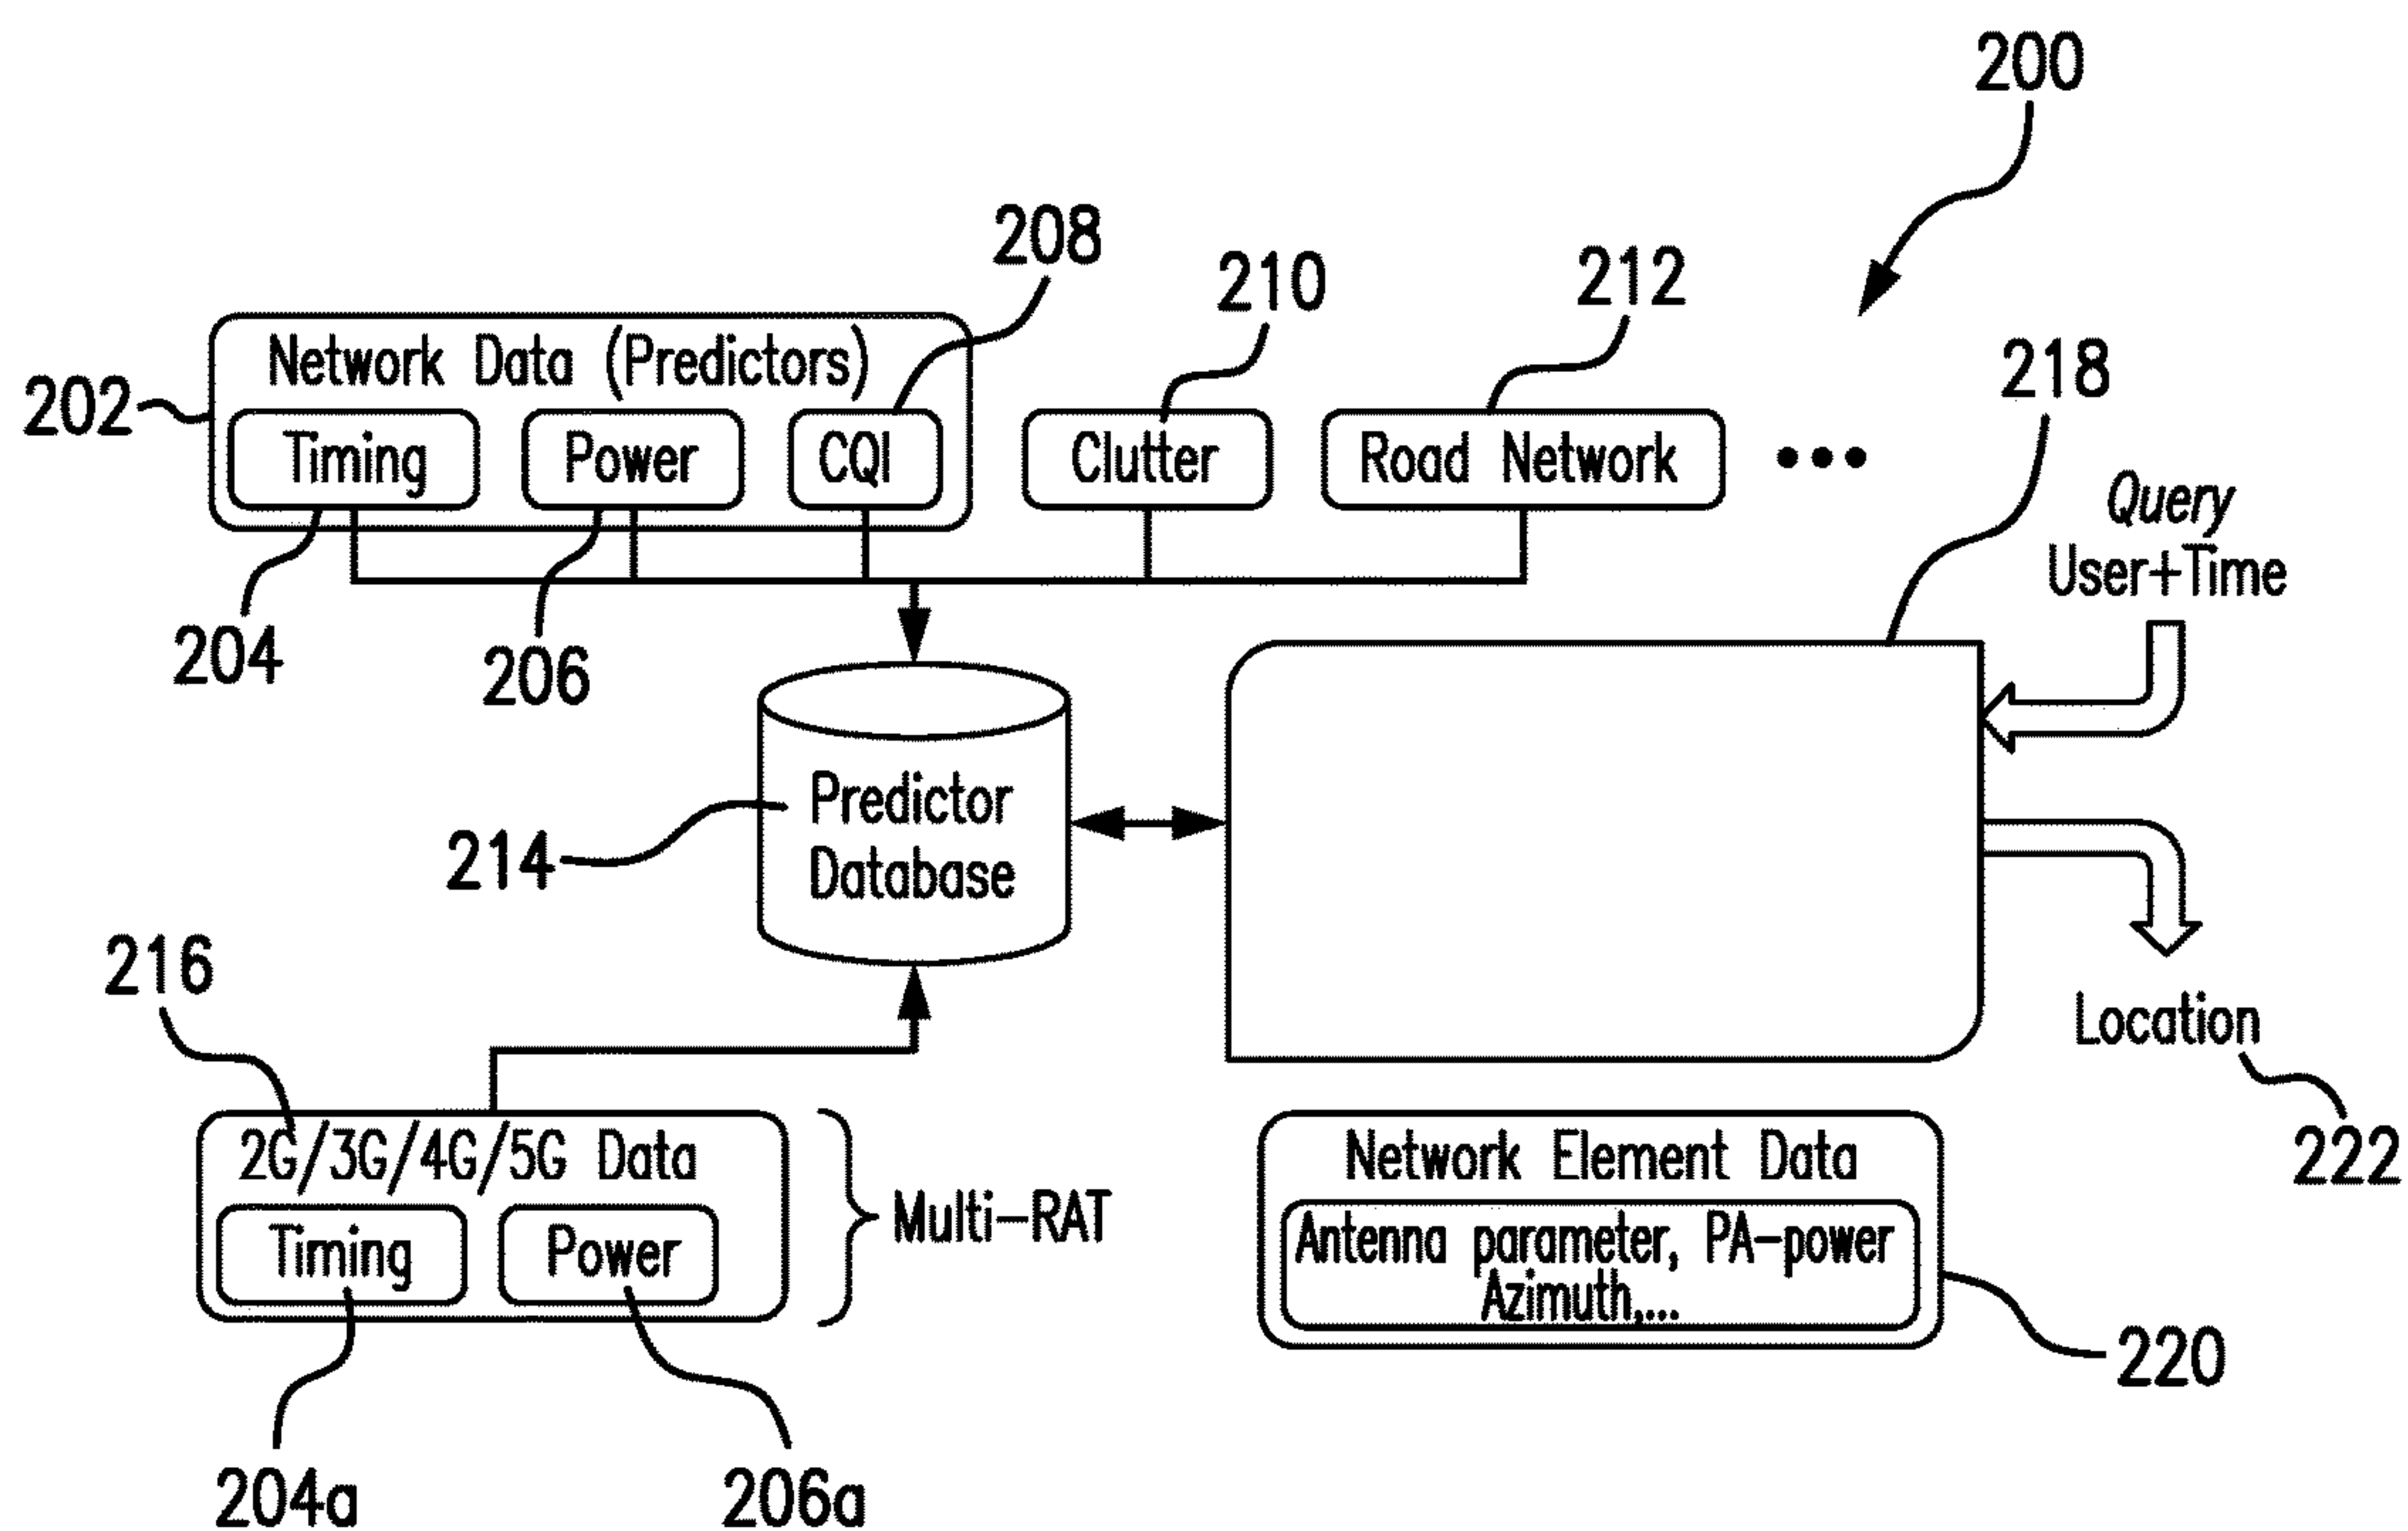 200
208
210
212
218
202
Network Data (Predictors)
Timing
Power
CQI
Clutter
Road Network
•••
Query
User+Time
204
206
Predictor
Database
214
216
Location
222
2G/3G/4G/5G Data
Timing
Power
Multi-RAT
Network Element Data
Antenna parameter, PA-power
Azimuth,...
220
204a
206a